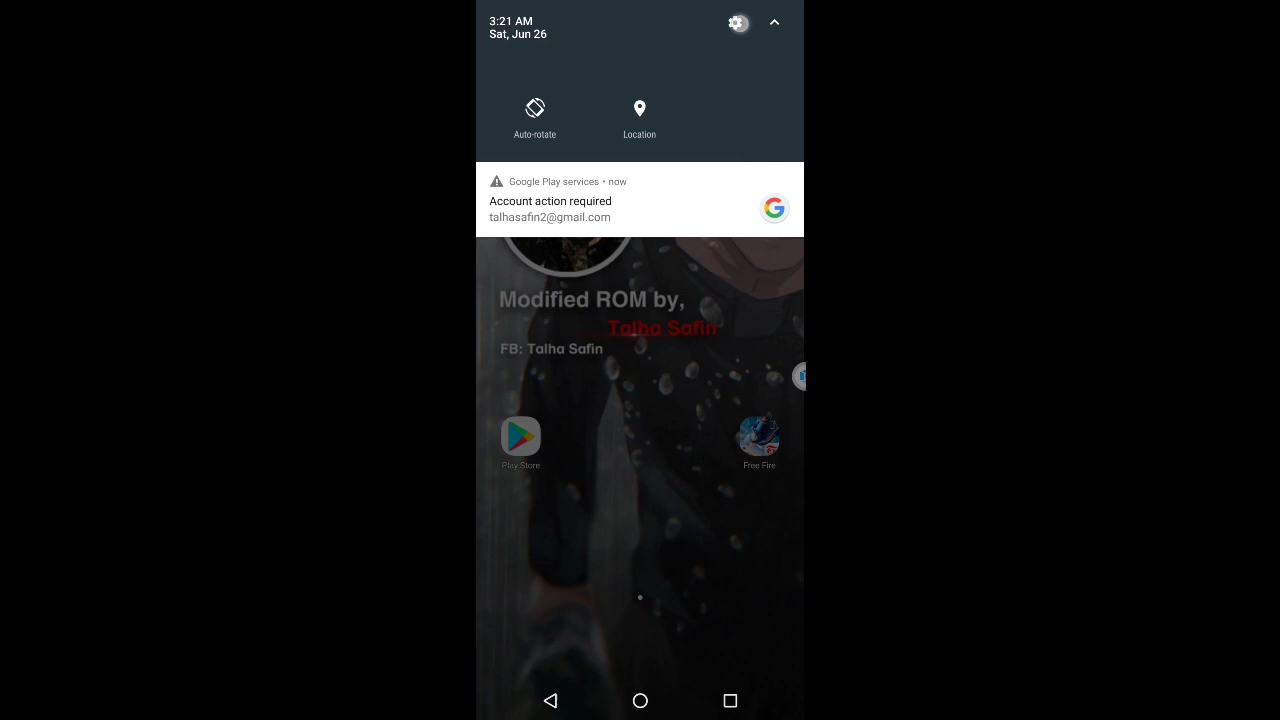 3:21 AM
Sat, Jun 26
Auto-rotate
Location
Google Play services • now
Account action required
talhasafin2@gmail.com
Modified ROM by,
Talha Safin
FB: Talha Safin
Play Store
Free Fire